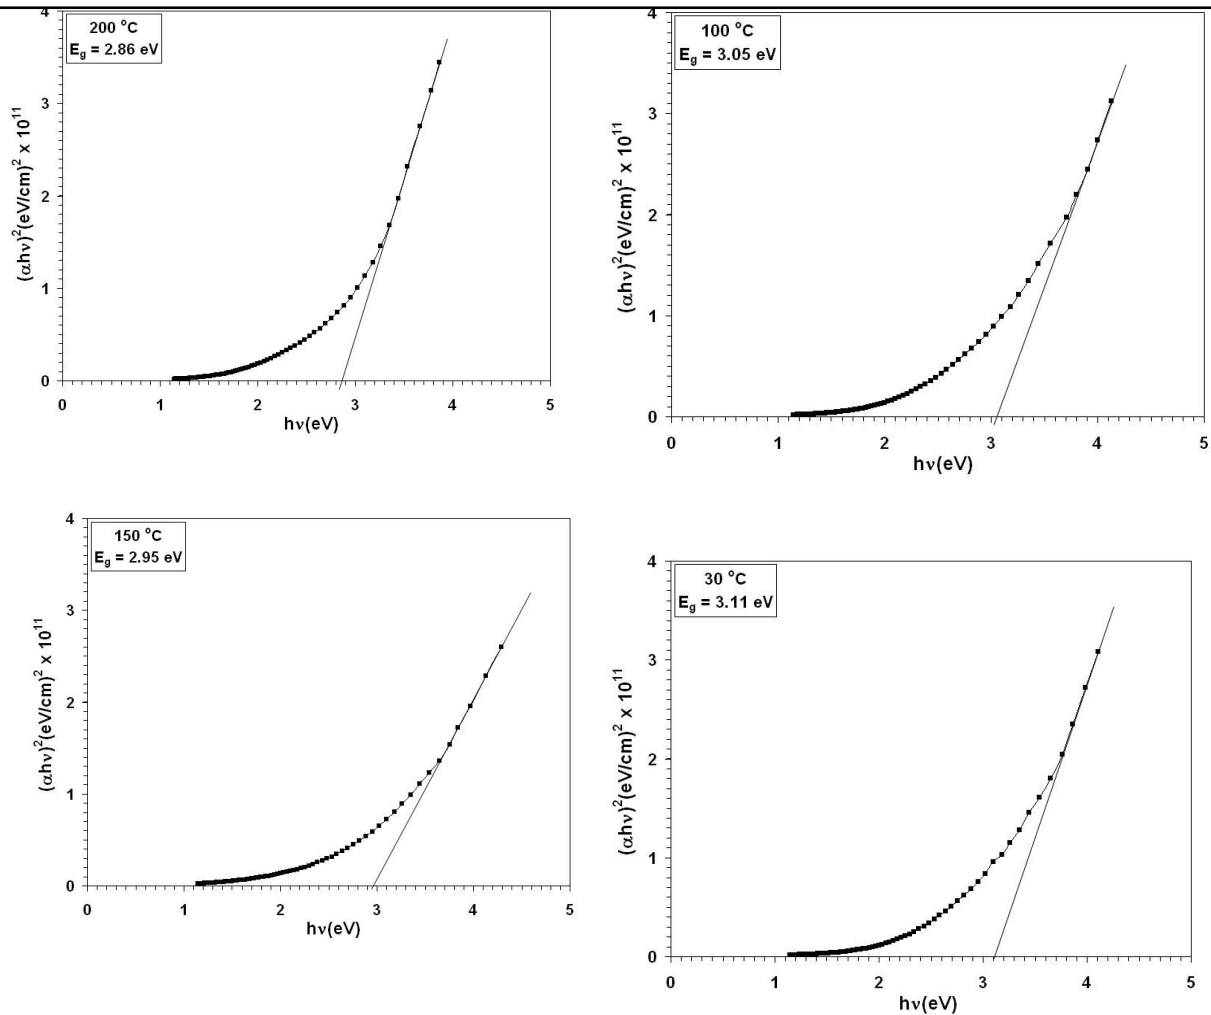 200 °C
E_g = 2.86 eV
4
3
2
1
0
(αhν)²(eV/cm)² x 10¹¹
0 1 2 3 4 5
hν(eV)
100 °C
E_g = 3.05 eV
4
3
2
1
0
(αhν)²(eV/cm)² x 10¹¹
0 1 2 3 4 5
hν(eV)
150 °C
E_g = 2.95 eV
4
3
2
1
0
(αhν)²(eV/cm)² x 10¹¹
0 1 2 3 4 5
hν(eV)
30 °C
E_g = 3.11 eV
4
3
2
1
0
(αhν)²(eV/cm)² x 10¹¹
0 1 2 3 4 5
hν(eV)